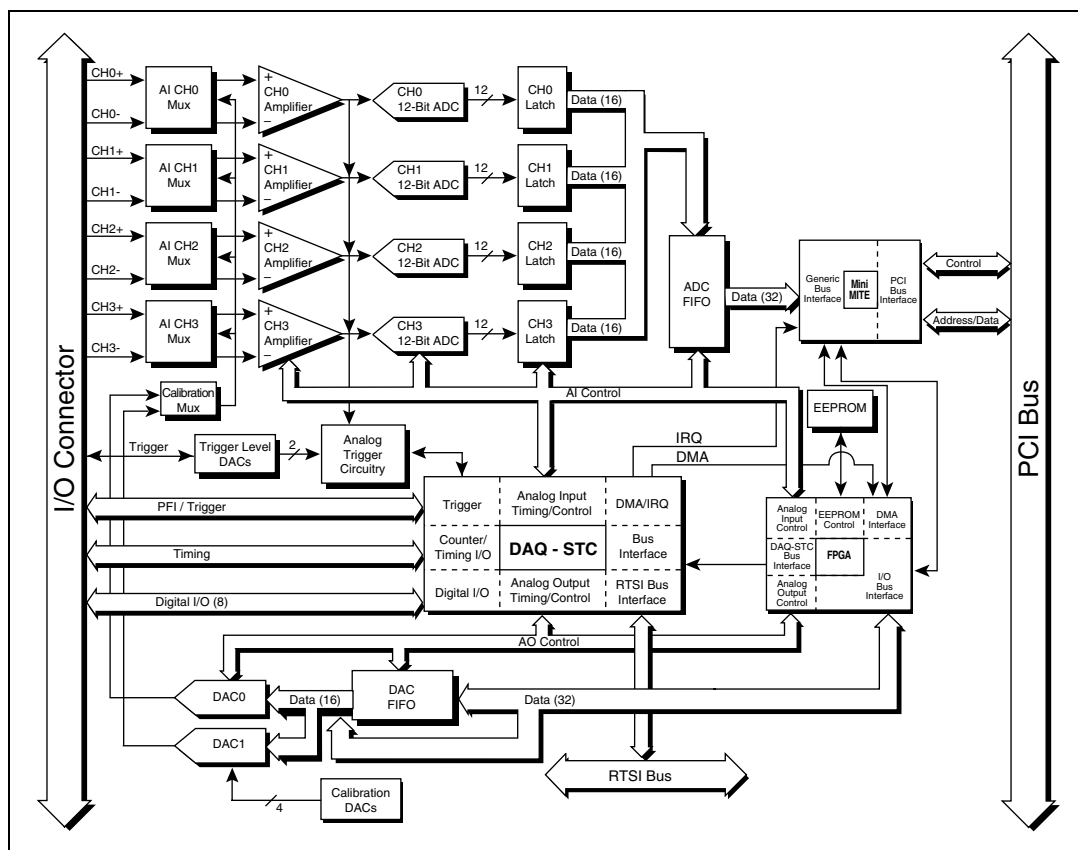 I/O Connector
PCI Bus
CH0+
CH0-
CH1+
CH1-
CH2+
CH2-
CH3+
CH3-
AI CH0
Mux
AI CH1
Mux
AI CH2
Mux
AI CH3
Mux
+
CH0
Amplifier
–
+
CH1
Amplifier
–
+
CH2
Amplifier
–
+
CH3
Amplifier
–
CH0
12-Bit ADC
CH1
12-Bit ADC
CH2
12-Bit ADC
CH3
12-Bit ADC
12
12
12
12
CH0
Latch
CH1
Latch
CH2
Latch
CH3
Latch
Data (16)
Data (16)
Data (16)
Data (16)
ADC
FIFO
Data (32)
Generic
Bus
Interface
Mini
MITE
PCI
Bus
Interface
Control
Address/Data
Calibration
Mux
AI Control
EEPROM
Trigger
Trigger Level
DACs
2
Analog
Trigger
Circuitry
IRQ
DMA
PFI / Trigger
Timing
Digital I/O (8)
Trigger
Analog Input
Timing/Control
DMA/IRQ
Counter/
Timing I/O
DAQ - STC
Bus
Interface
Digital I/O
Analog Output
Timing/Control
RTSI Bus
Interface
Analog
Input
Control
EEPROM
Control
DMA
Interface
DAQ-STC
Bus
Interface
FPGA
Analog
Output
Control
I/O
Bus
Interface
AO Control
DAC0
Data (16)
DAC
FIFO
Data (32)
DAC1
4
Calibration
DACs
RTSI Bus